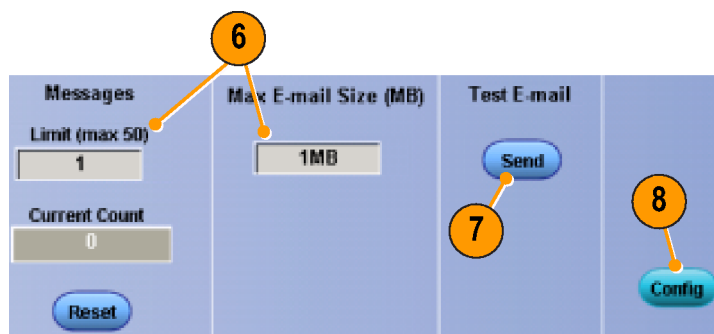 6
Messages
Limit (max 50)
1
Current Count
0
Reset
Max E-mail Size (MB)
1MB
Test E-mail
Send
7
8
Config